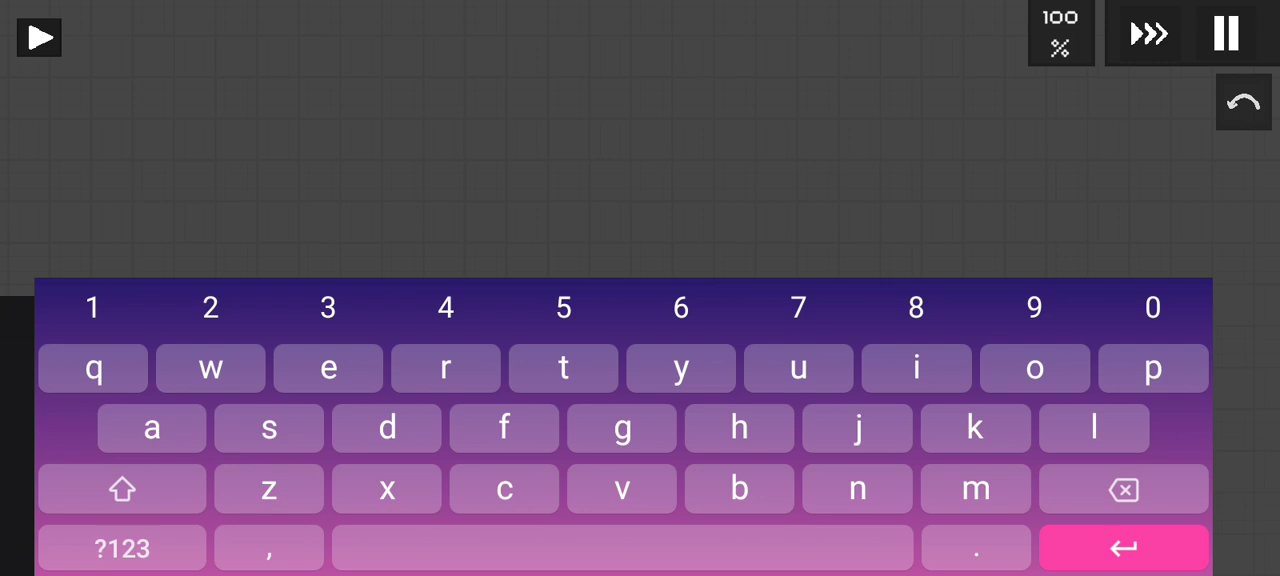 100
%
1 2 3 4 5 6 7 8 9 0
q w e r t y u i o p
a s d f g h j k l
z x c v b n m
?123 , .